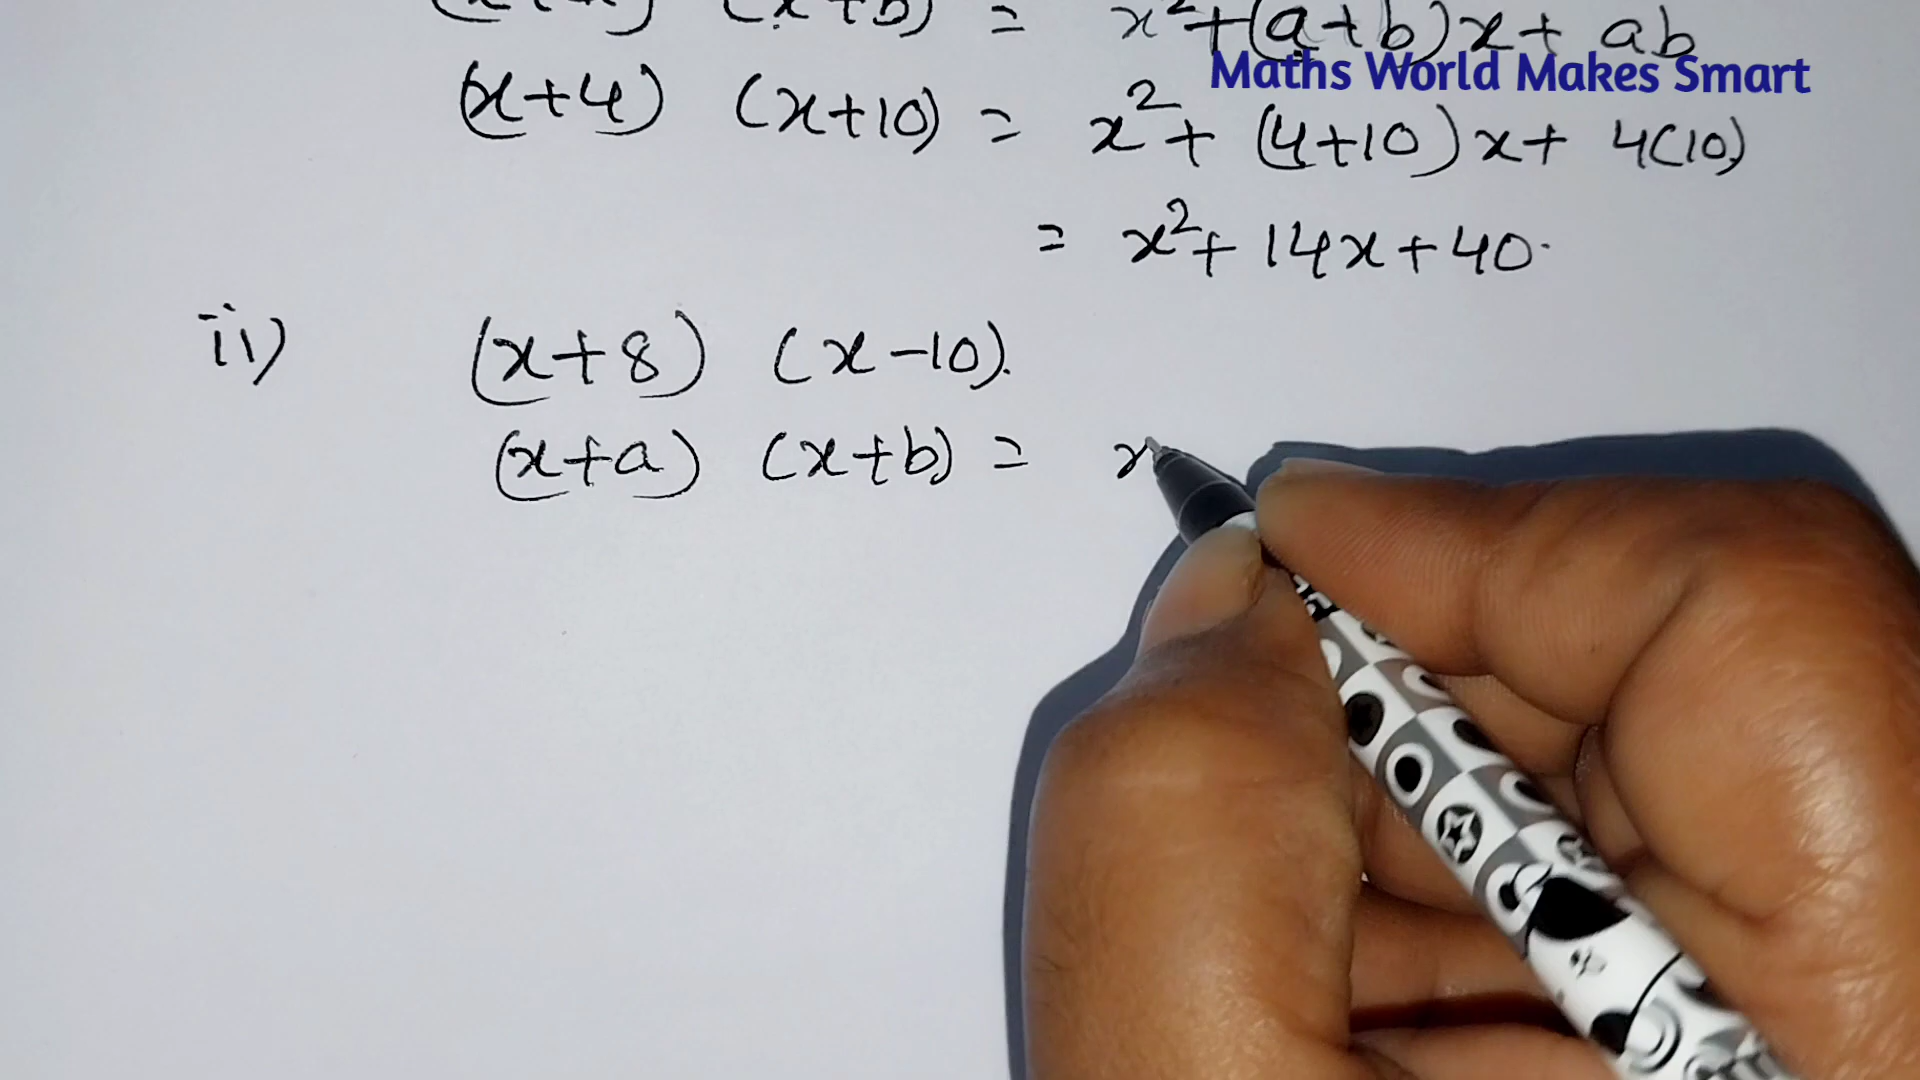 (x+b) = x²+(a+b)x+ ab
Maths World Makes Smart
(x+4) (x+10) = x²+ (4+10)x+ 4(10)
= x²+ 14x+40.
ii) (x+8) (x-10).
(x+a) (x+b) = x